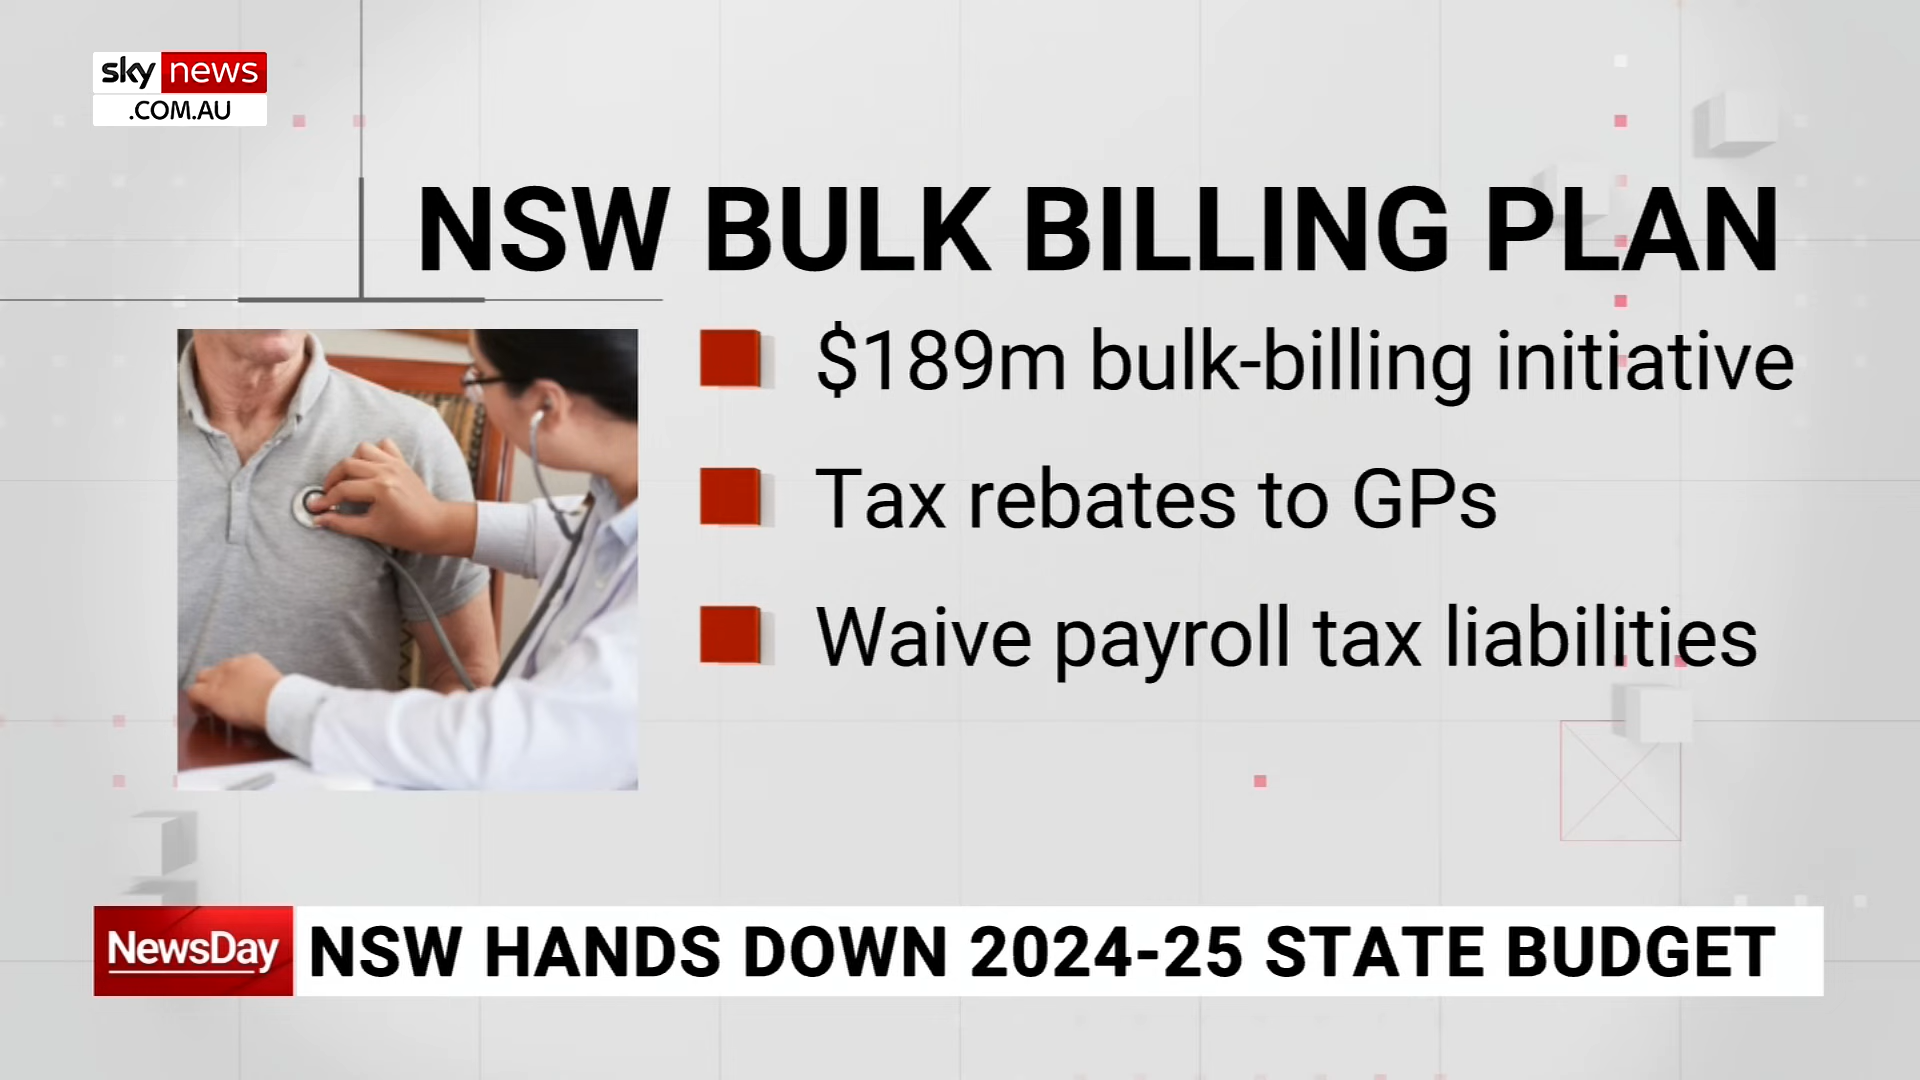 sky news
.COM.AU
NSW BULK BILLING PLAN
$189m bulk-billing initiative
Tax rebates to GPs
Waive payroll tax liabilities
NewsDay
NSW HANDS DOWN 2024-25 STATE BUDGET